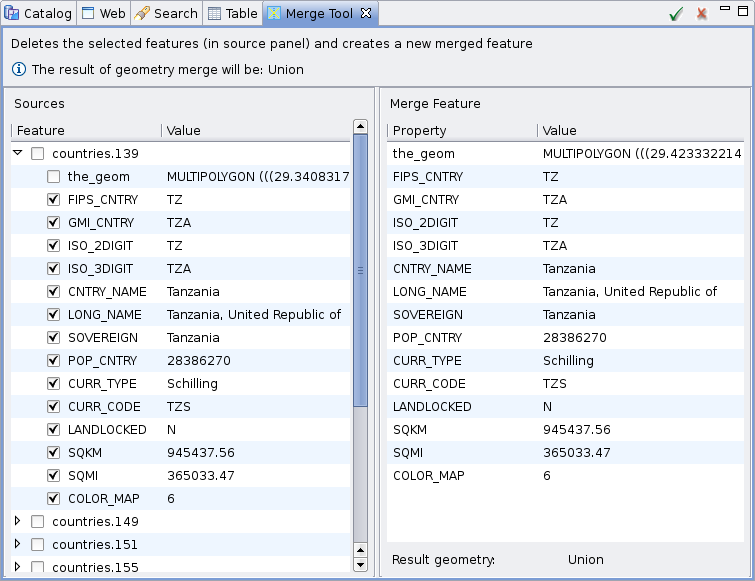 Catalog Web Search Table Merge Tool
Deletes the selected features (in source panel) and creates a new merged feature
The result of geometry merge will be: Union
Sources
Feature Value
countries.139
the_geom MULTIPOLYGON (((29.3408317
FIPS_CNTRY TZ
GMI_CNTRY TZA
ISO_2DIGIT TZ
ISO_3DIGIT TZA
CNTRY_NAME Tanzania
LONG_NAME Tanzania, United Republic of
SOVEREIGN Tanzania
POP_CNTRY 28386270
CURR_TYPE Schilling
CURR_CODE TZS
LANDLOCKED N
SQKM 945437.56
SQMI 365033.47
COLOR_MAP 6
countries.149
countries.151
countries.155
Merge Feature
Property Value
the_geom MULTIPOLYGON (((29.423332214
FIPS_CNTRY TZ
GMI_CNTRY TZA
ISO_2DIGIT TZ
ISO_3DIGIT TZA
CNTRY_NAME Tanzania
LONG_NAME Tanzania, United Republic of
SOVEREIGN Tanzania
POP_CNTRY 28386270
CURR_TYPE Schilling
CURR_CODE TZS
LANDLOCKED N
SQKM 945437.56
SQMI 365033.47
COLOR_MAP 6
Result geometry: Union